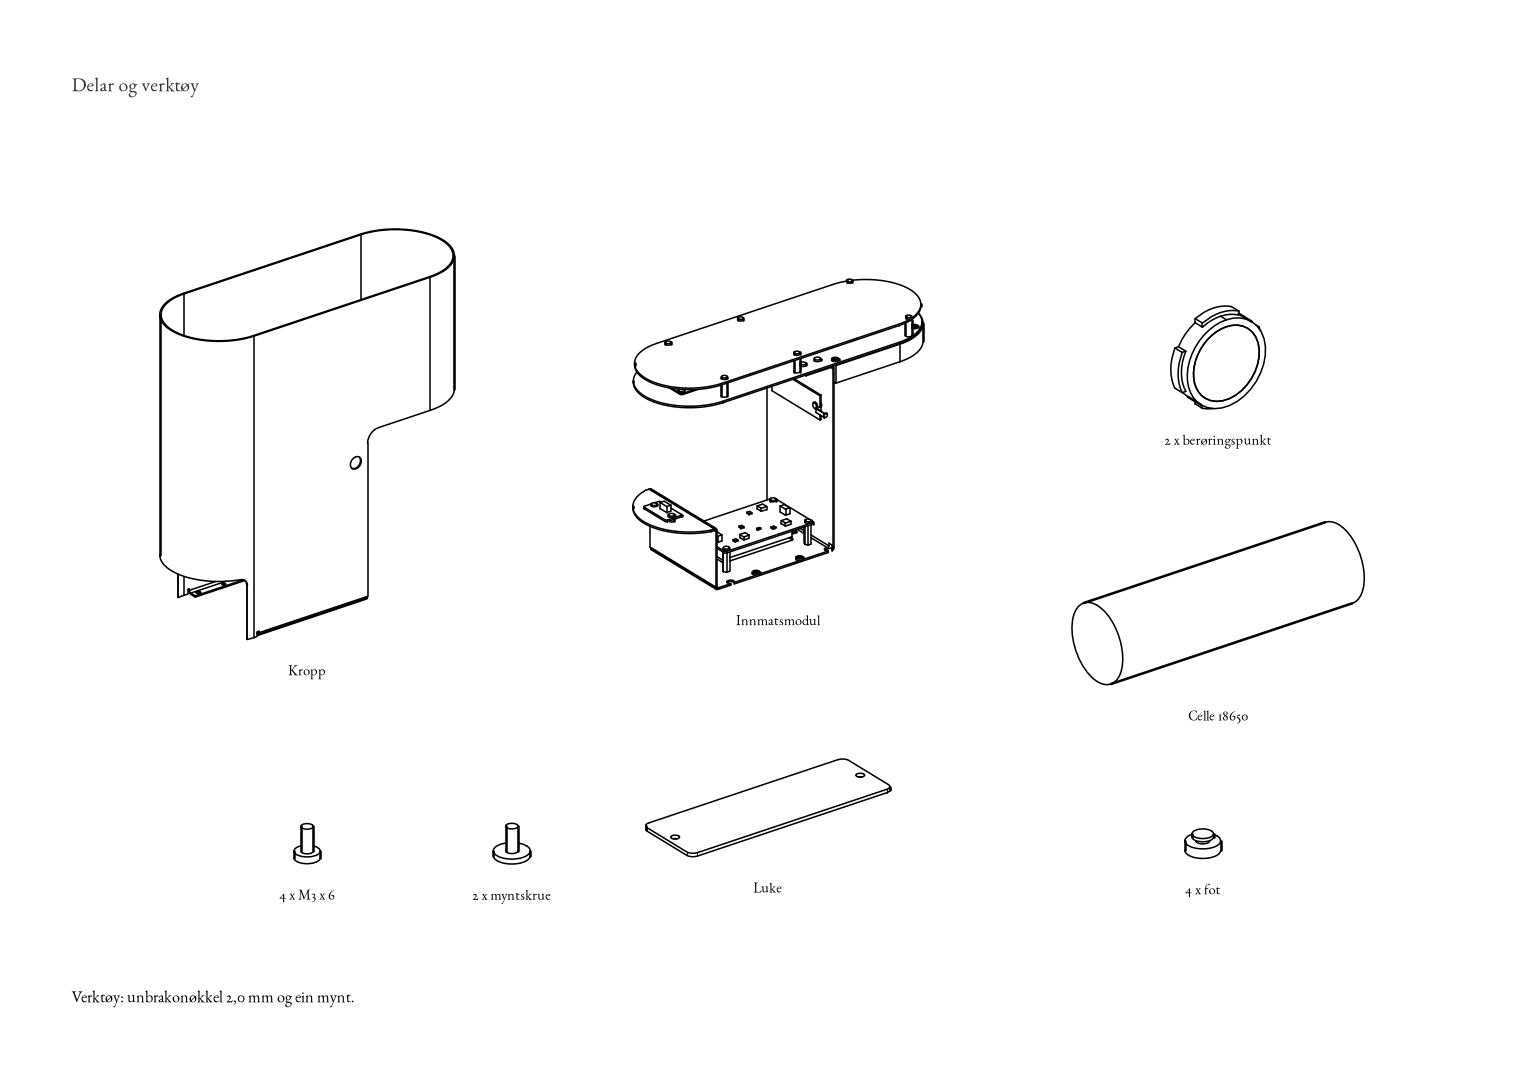 Delar og verktøy
2 x berøringspunkt
Innmatsmodul
Kropp
Celle 18650
4 x M3 x 6
2 x myntskrue
Luke
4 x fot
Verktøy: unbrakonøkkel 2,0 mm og ein mynt.